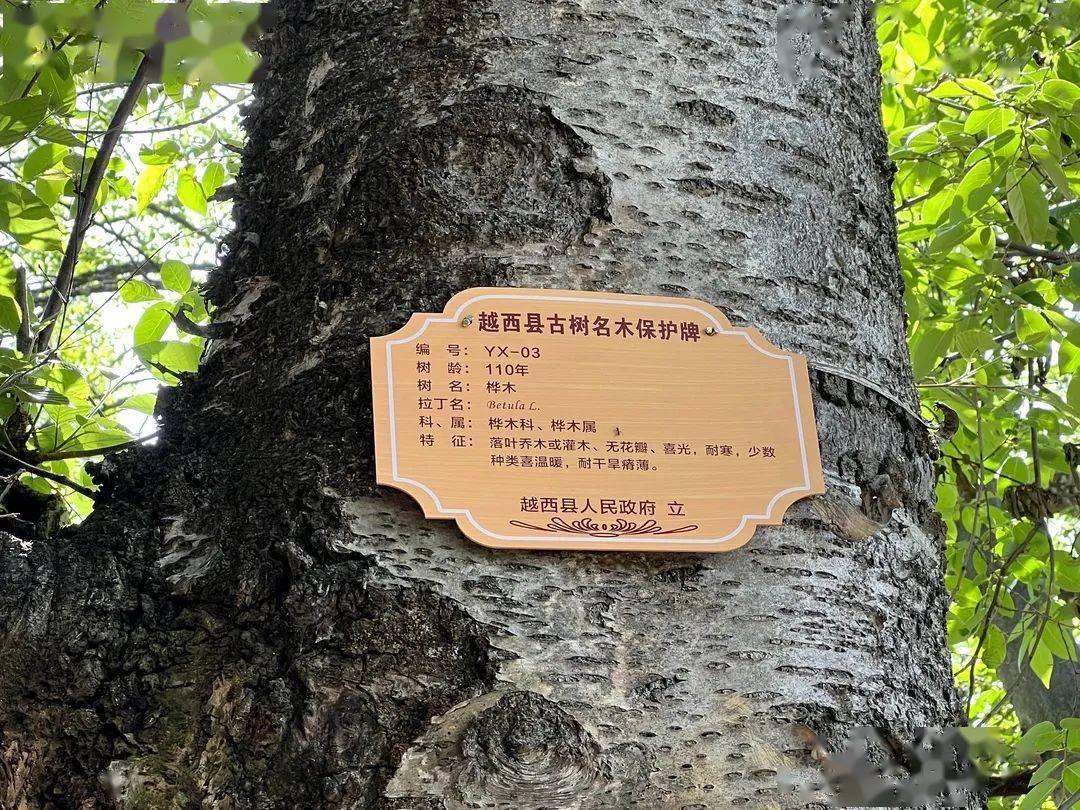 越西县古树名木保护牌
编 号： YX-03
树 龄： 110年
树 名： 桦木
拉丁名： Betula L.
科、属： 桦木科、桦木属
特 征： 落叶乔木或灌木、无花瓣、喜光，耐寒，少数
种类喜温暖，耐干旱瘠薄。
越西县人民政府 立